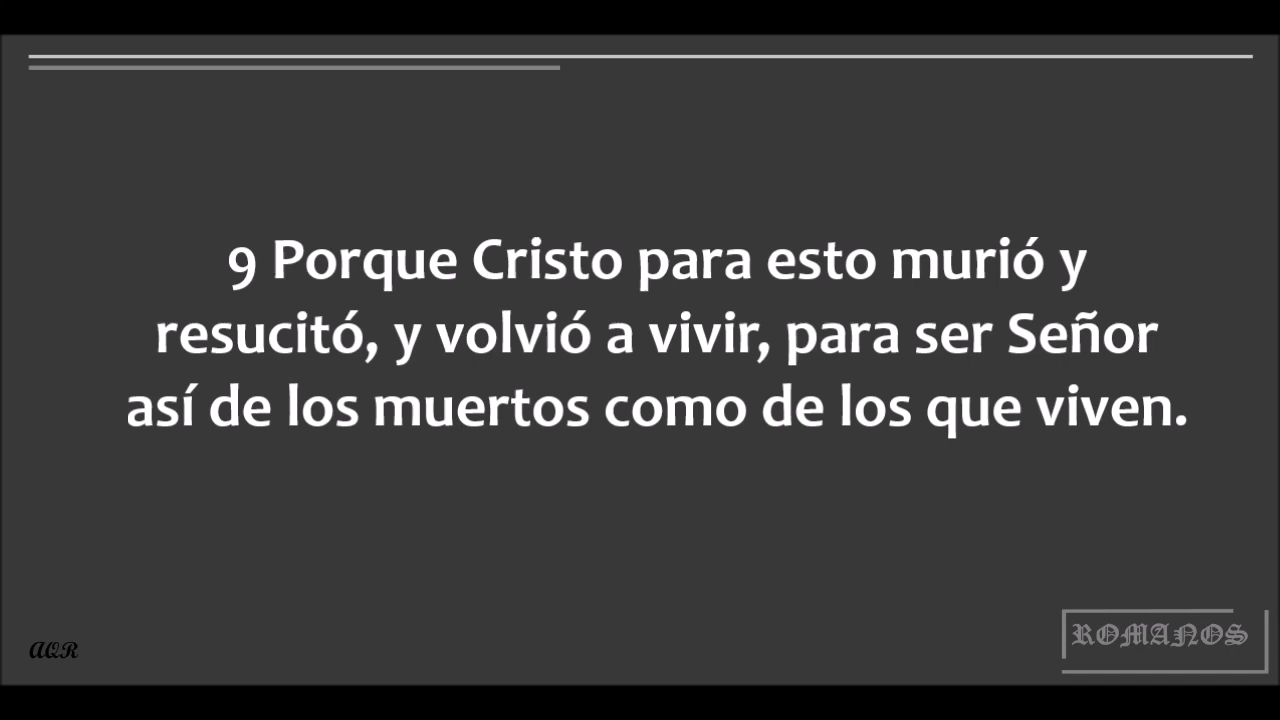 9 Porque Cristo para esto murió y
resucitó, y volvió a vivir, para ser Señor
así de los muertos como de los que viven.
AQR
ROMANOS